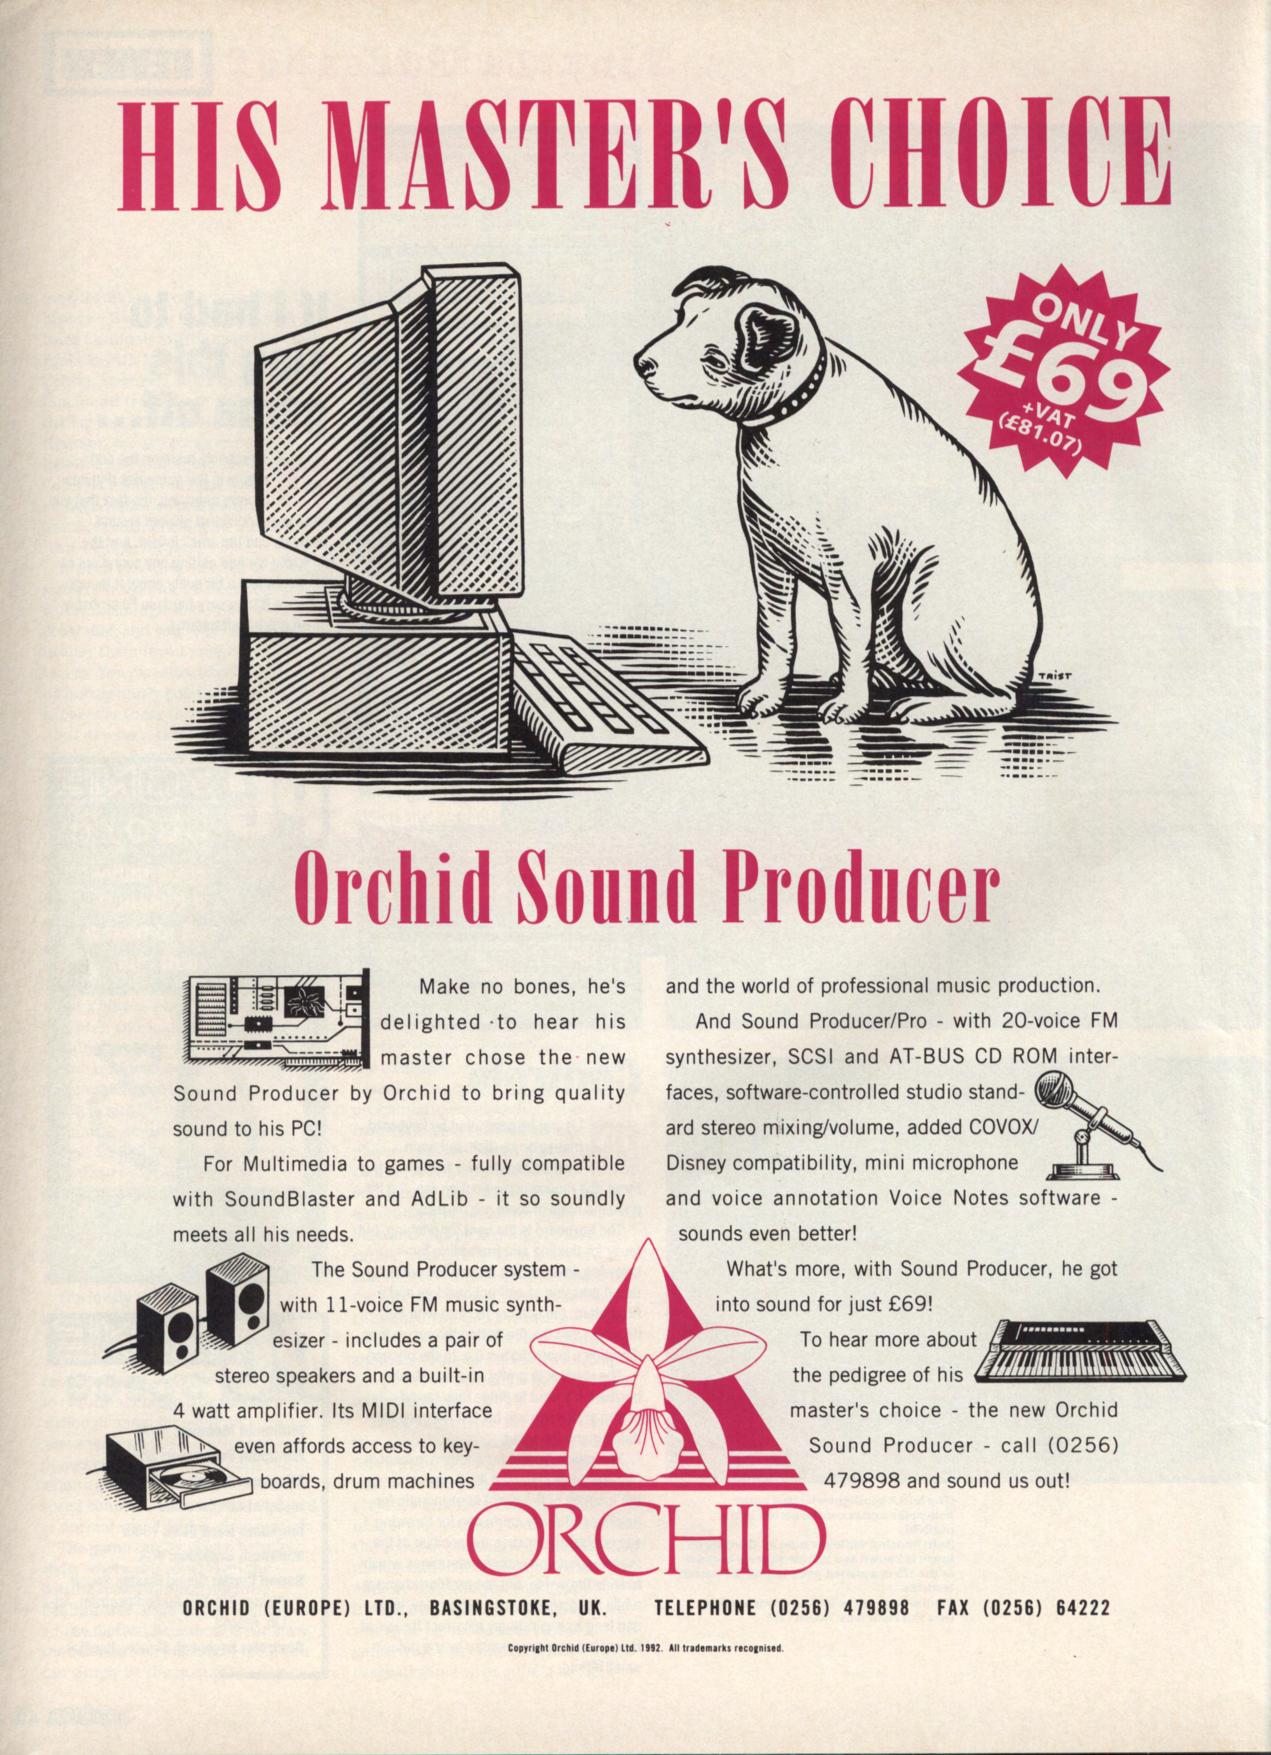 HIS MASTER'S CHOICE
ONLY
£69
+VAT
(£81.07)
TRIST
Orchid Sound Producer
Make no bones, he's
delighted to hear his
master chose the new
Sound Producer by Orchid to bring quality
sound to his PC!
For Multimedia to games - fully compatible
with SoundBlaster and AdLib - it so soundly
meets all his needs.
The Sound Producer system -
with 11-voice FM music synth-
esizer - includes a pair of
stereo speakers and a built-in
4 watt amplifier. Its MIDI interface
even affords access to key-
boards, drum machines
and the world of professional music production.
And Sound Producer/Pro - with 20-voice FM
synthesizer, SCSI and AT-BUS CD ROM inter-
faces, software-controlled studio stand-
ard stereo mixing/volume, added COVOX/
Disney compatibility, mini microphone
and voice annotation Voice Notes software -
sounds even better!
What's more, with Sound Producer, he got
into sound for just £69!
To hear more about
the pedigree of his
master's choice - the new Orchid
Sound Producer - call (0256)
479898 and sound us out!
ORCHID
ORCHID (EUROPE) LTD., BASINGSTOKE, UK. TELEPHONE (0256) 479898 FAX (0256) 64222
Copyright Orchid (Europe) Ltd. 1992. All trademarks recognised.